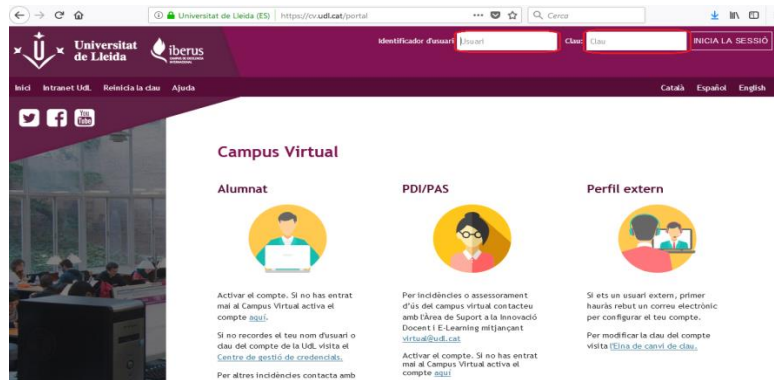 Universitat de Lleida (ES) https://cv.udl.cat/portal
Cerca
Universitat
de Lleida
iberus
Identificador d'usuari Usuari
Clau: Clau
INICIA LA SESSIÓ
Inici Intranet UdL Reinicia la clau Ajuda
Català Español English
You
Tube
Campus Virtual
Alumnat
Activar el compte. Si no has entrat
mai al Campus Virtual activa el
compte aquí.
Si no recordes el teu nom d'usuari o
clau del compte de la UdL visita el
Centre de gestió de credencials.
Per altres incidències contacta amb
PDI/PAS
Per incidències o assessorament
d'ús del campus virtual contacteu
amb l'Àrea de Suport a la Innovació
Docent i E-Learning mitjançant
virtual@udl.cat
Activar el compte. Si no has entrat
mai al Campus Virtual activa el
compte aquí
Perfil extern
Si ets un usuari extern, primer
hauràs rebut un correu electrònic
per configurar el teu compte.
Per modificar la clau del compte
visita l'Eina de canvi de clau.